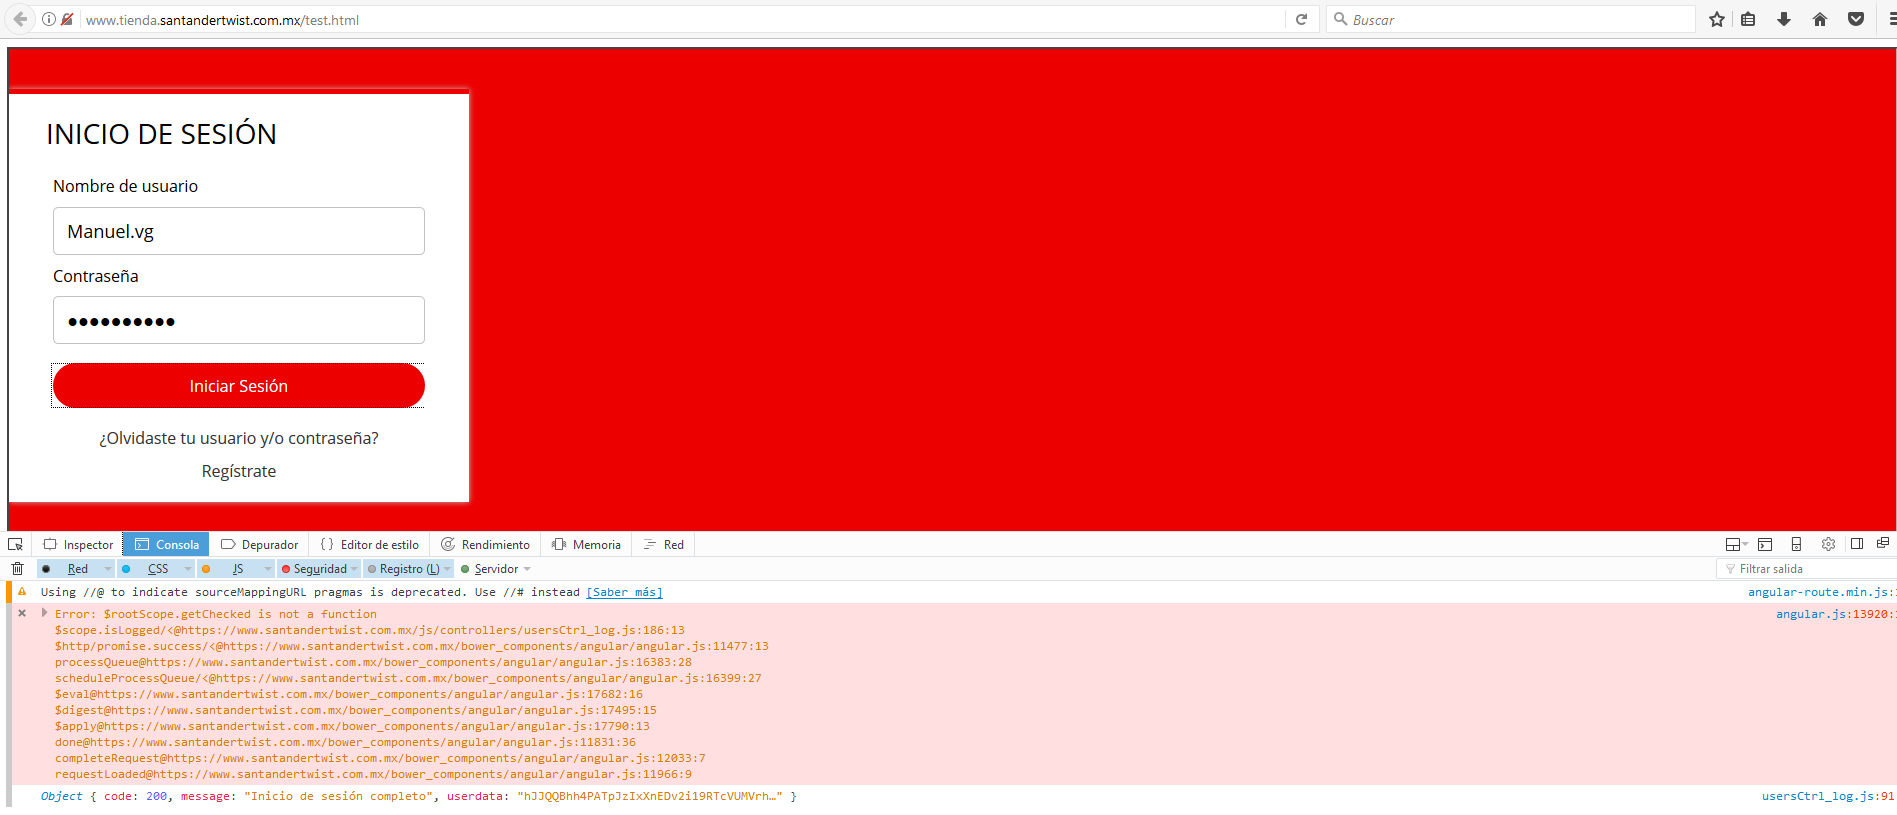 www.tienda.santandertwist.com.mx/test.html
Buscar
INICIO DE SESIÓN
Nombre de usuario
Manuel.vg
Contraseña
●●●●●●●●●●
Iniciar Sesión
¿Olvidaste tu usuario y/o contraseña?
Regístrate
Inspector Consola Depurador { } Editor de estilo Rendimiento Memoria Red
Red CSS JS Seguridad Registro (L) Servidor Filtrar salida
Using //@ to indicate sourceMappingURL pragmas is deprecated. Use //# instead [Saber más] angular-route.min.js:
Error: $rootScope.getChecked is not a function angular.js:13920:
$scope.isLogged/<@https://www.santandertwist.com.mx/js/controllers/usersCtrl_log.js:186:13
$http/promise.success/<@https://www.santandertwist.com.mx/bower_components/angular/angular.js:11477:13
processQueue@https://www.santandertwist.com.mx/bower_components/angular/angular.js:16383:28
scheduleProcessQueue/<@https://www.santandertwist.com.mx/bower_components/angular/angular.js:16399:27
$eval@https://www.santandertwist.com.mx/bower_components/angular/angular.js:17682:16
$digest@https://www.santandertwist.com.mx/bower_components/angular/angular.js:17495:15
$apply@https://www.santandertwist.com.mx/bower_components/angular/angular.js:17790:13
done@https://www.santandertwist.com.mx/bower_components/angular/angular.js:11831:36
completeRequest@https://www.santandertwist.com.mx/bower_components/angular/angular.js:12033:7
requestLoaded@https://www.santandertwist.com.mx/bower_components/angular/angular.js:11966:9
Object { code: 200, message: "Inicio de sesión completo", userdata: "hJJQQBhh4PATpJzIxXnEDv2i19RTcVUMVrh…" } usersCtrl_log.js:91